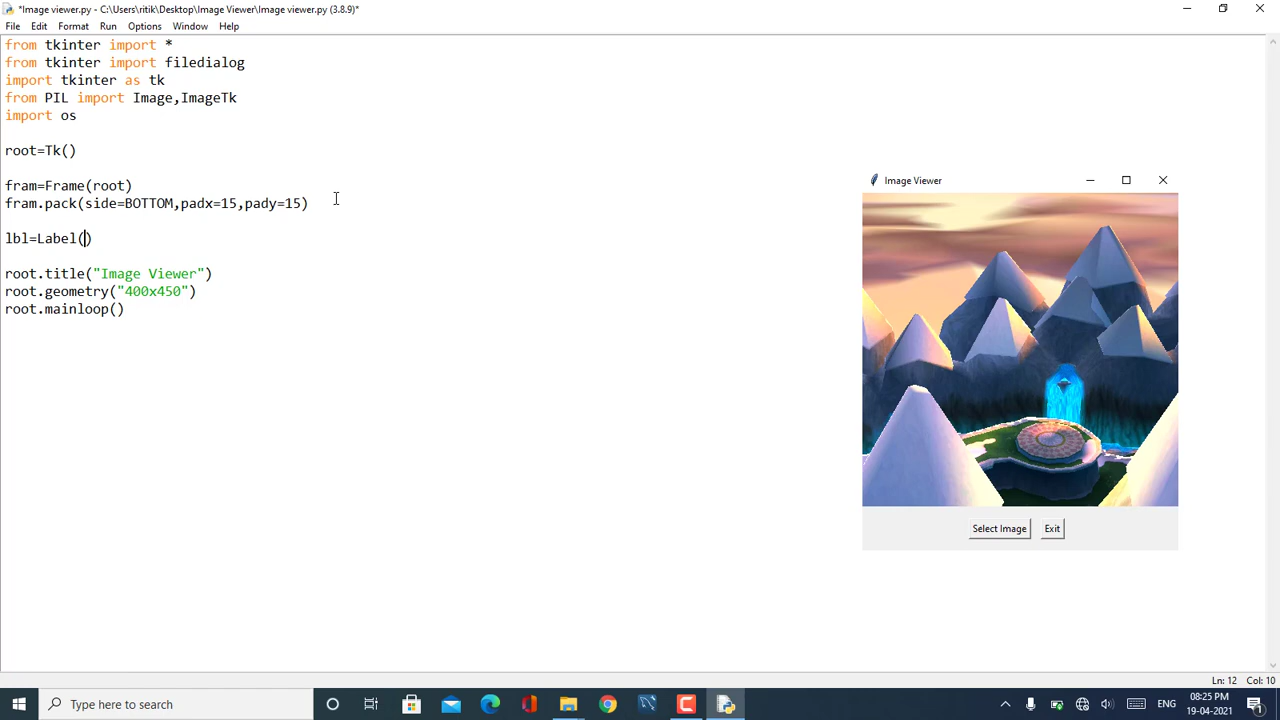 *Image viewer.py - C:\Users\ritik\Desktop\Image Viewer\Image viewer.py (3.8.9)*
File Edit Format Run Options Window Help
from tkinter import *
from tkinter import filedialog
import tkinter as tk
from PIL import Image,ImageTk
import os
root=Tk()
fram=Frame(root)
fram.pack(side=BOTTOM,padx=15,pady=15)
lbl=Label()
root.title("Image Viewer")
root.geometry("400x450")
root.mainloop()
Image Viewer
Select Image Exit
Ln: 12 Col: 10
Type here to search
ENG
08:25 PM
19-04-2021
1